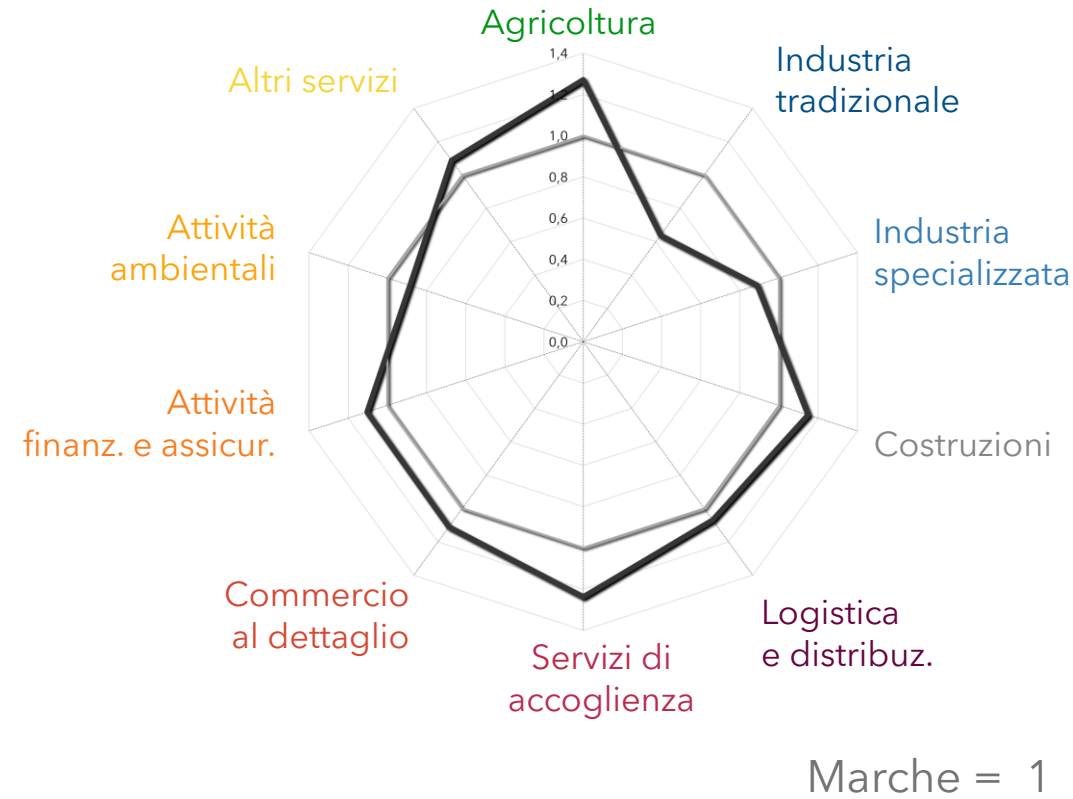 Agricoltura
Industria
tradizionale
Industria
specializzata
Costruzioni
Logistica
e distribuz.
Servizi di
accoglienza
Commercio
al dettaglio
Attività
finanz. e assicur.
Attività
ambientali
Altri servizi
1,4
1,2
1,0
0,8
0,6
0,4
0,2
0,0
Marche = 1